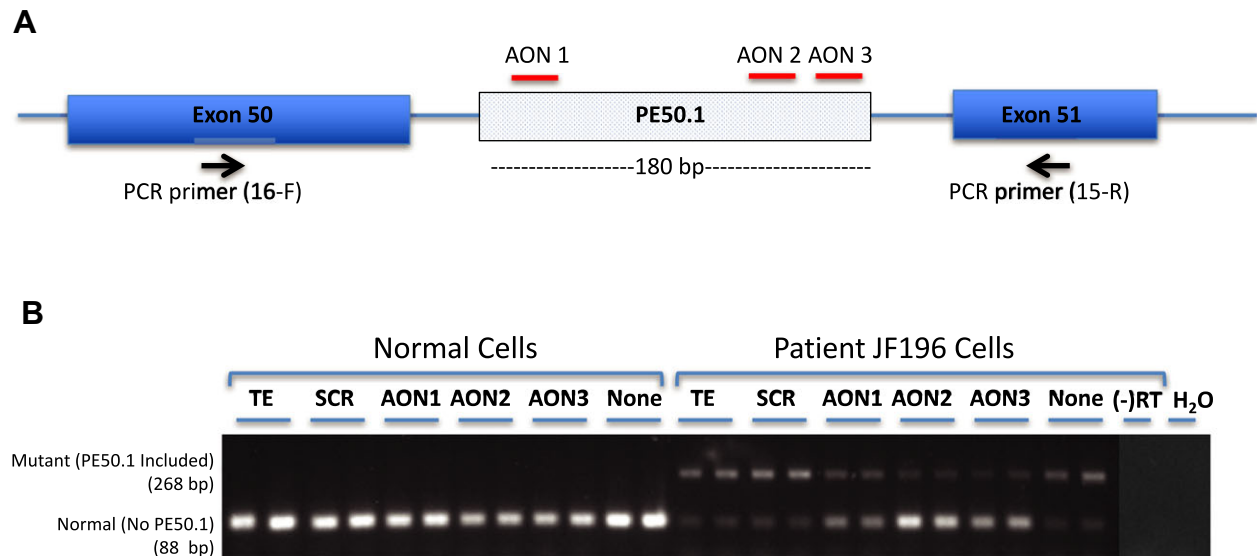 A
AON 1
AON 2 AON 3
Exon 50
PE50.1
Exon 51
------------------180 bp---------------------
PCR primer (16-F)
PCR primer (15-R)
B
Normal Cells
Patient JF196 Cells
TE SCR AON1 AON2 AON3 None TE SCR AON1 AON2 AON3 None (-)RT H₂O
Mutant (PE50.1 Included)
(268 bp)
Normal (No PE50.1)
(88 bp)